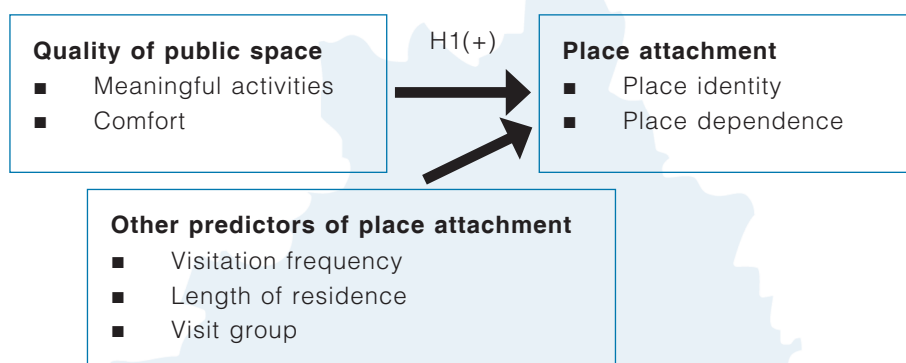 Quality of public space
■ Meaningful activities
■ Comfort
H1(+)
Place attachment
■ Place identity
■ Place dependence
Other predictors of place attachment
■ Visitation frequency
■ Length of residence
■ Visit group